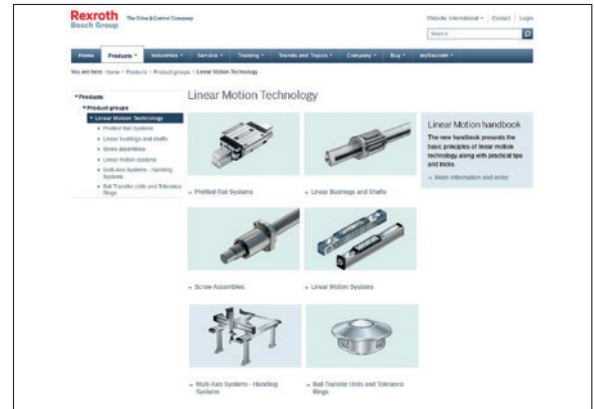 Rexroth
Bosch Group
The Drive & Control Company
Website International
Contact
Login
Search
Home
Products
Industries
Service
Training
Trends and Topics
Company
Buy
myRexroth
You are here: Home > Products > Product groups > Linear Motion Technology
Products
Product groups
Linear Motion Technology
Profiled Rail Systems
Linear bushings and shafts
Screw assemblies
Linear motion systems
Multi-Axis Systems - Handling
Systems
Ball Transfer Units and Tolerance
Rings
Linear Motion Technology
Profiled Rail Systems
Linear Bushings and Shafts
Screw Assemblies
Linear Motion Systems
Multi-Axis Systems - Handling
Systems
Ball Transfer Units and Tolerance
Rings
Linear Motion handbook
The new handbook presents the
basic principles of linear motion
technology along with practical tips
and tricks.
More information and order